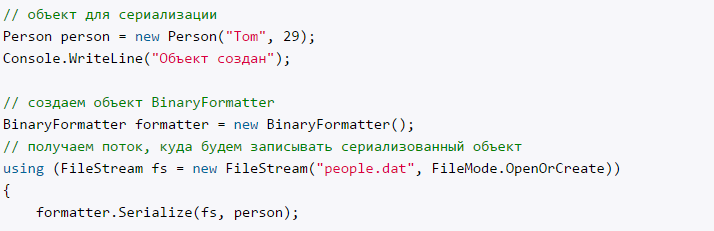 // объект для сериализации
Person person = new Person("Tom", 29);
Console.WriteLine("Объект создан");
// создаем объект BinaryFormatter
BinaryFormatter formatter = new BinaryFormatter();
// получаем поток, куда будем записывать сериализованный объект
using (FileStream fs = new FileStream("people.dat", FileMode.OpenOrCreate))
{
    formatter.Serialize(fs, person);